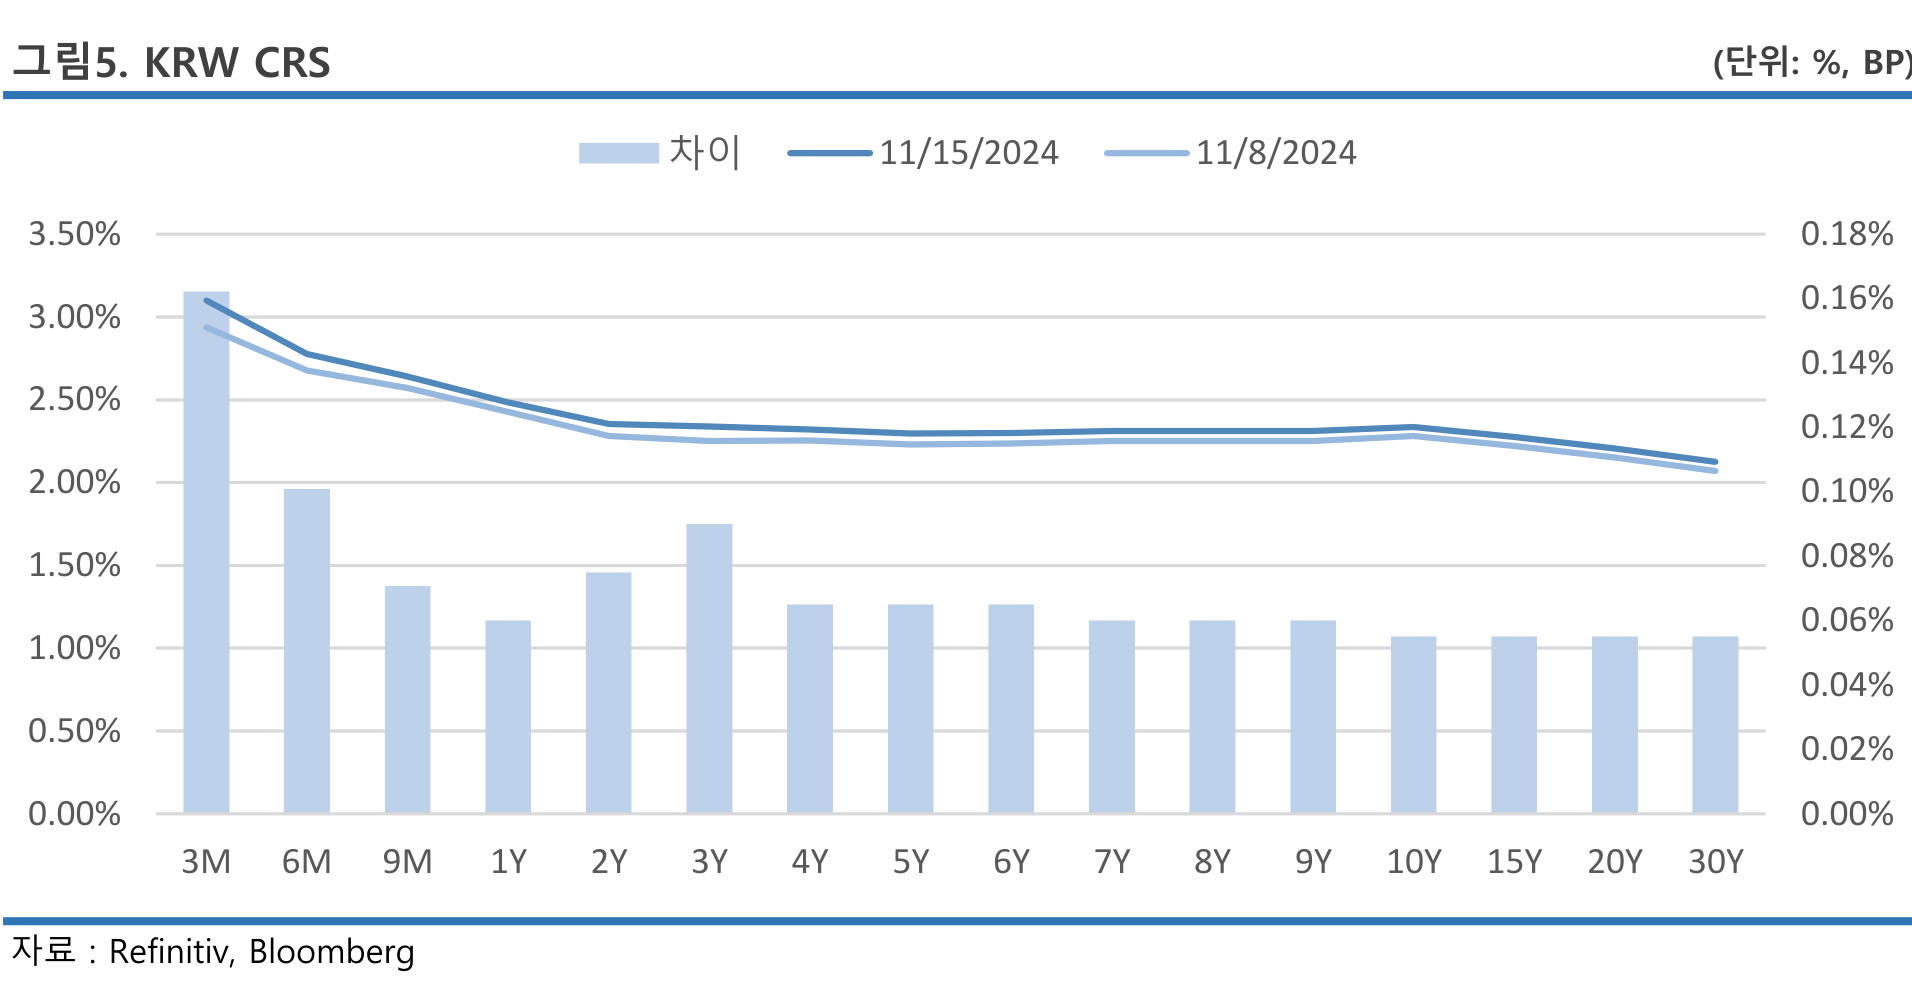 그림5. KRW CRS (단위: %, BP)
차이 11/15/2024 11/8/2024
3.50% 0.18%
3.00% 0.16%
2.50% 0.14%
2.00% 0.12%
1.50% 0.10%
1.00% 0.08%
0.50% 0.06%
0.00% 0.04%
0.02%
0.00%
3M 6M 9M 1Y 2Y 3Y 4Y 5Y 6Y 7Y 8Y 9Y 10Y 15Y 20Y 30Y
자료 : Refinitiv, Bloomberg